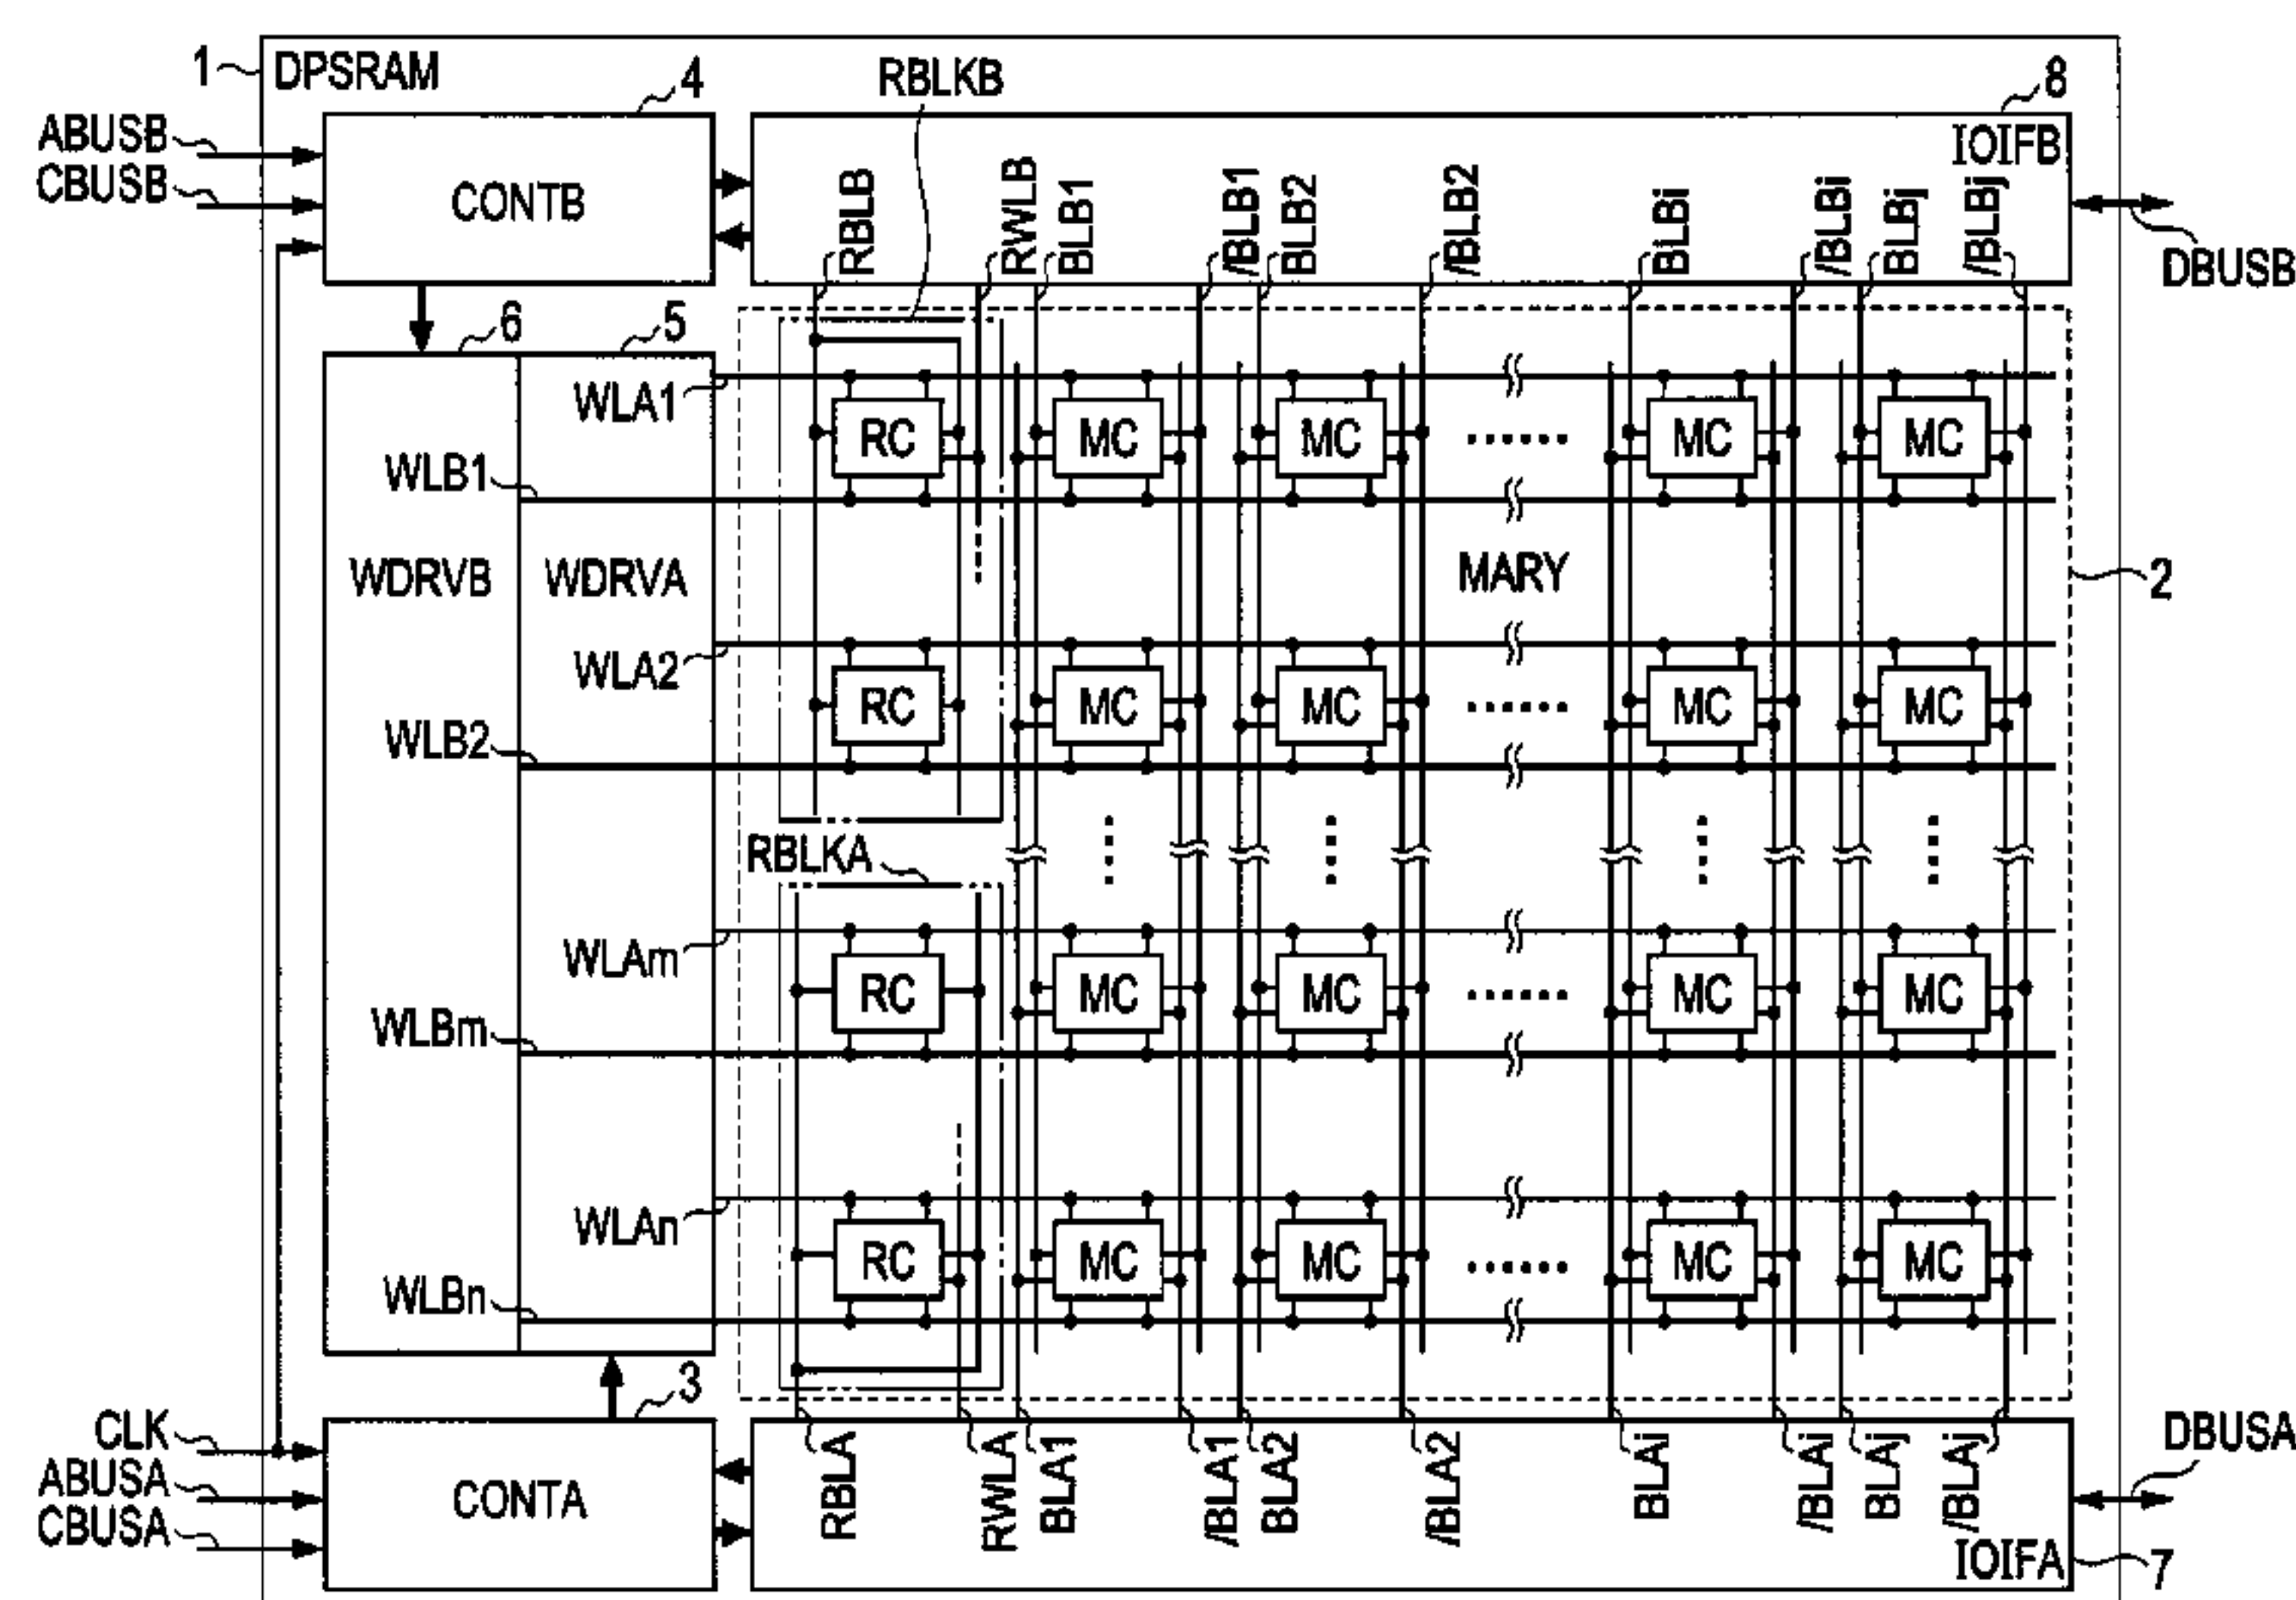 1 DPSRAM
RBLKB
4
8
ABUSB
CBUSB
CONTB
IOIFB
RBLB
RWLB
BLB1
/BLB1
BLB2
/BLB2
BLBi
/BLBi
BLBj
/BLBj
DBUSB
6
5
WLA1
RC MC MC ...... MC MC
WLB1
WDRVB WDRVA
MARY
2
WLA2
RC MC MC ...... MC MC
WLB2
RBLKA
WLAm
RC MC MC ...... MC MC
WLBm
WLAn
RC MC MC ...... MC MC
WLBn
3
CLK
ABUSA
CBUSA
CONTA
RBLA
RWLA
BLA1
/BLA1
BLA2
/BLA2
BLAi
/BLAi
BLAj
/BLAj
DBUSA
IOIFA
7